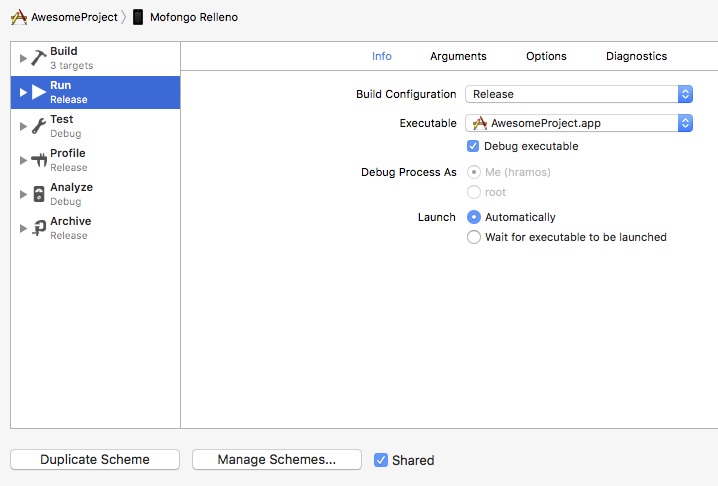 AwesomeProject 〉 Mofongo Relleno
Build
3 targets
Run
Release
Test
Debug
Profile
Release
Analyze
Debug
Archive
Release
Info Arguments Options Diagnostics
Build Configuration Release
Executable AwesomeProject.app
Debug executable
Debug Process As Me (hramos)
root
Launch Automatically
Wait for executable to be launched
Duplicate Scheme Manage Schemes... Shared